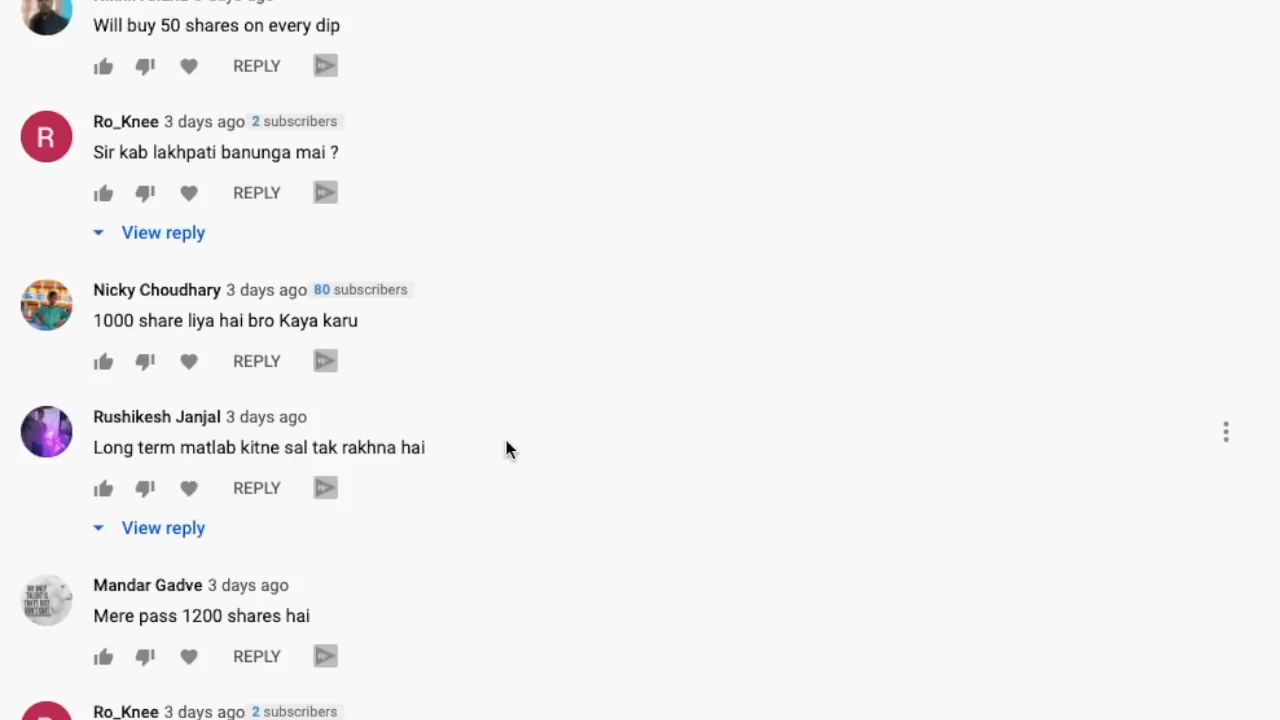 Will buy 50 shares on every dip
REPLY
Ro_Knee 3 days ago 2 subscribers
R
Sir kab lakhpati banunga mai ?
REPLY
View reply
Nicky Choudhary 3 days ago 80 subscribers
1000 share liya hai bro Kaya karu
REPLY
Rushikesh Janjal 3 days ago
Long term matlab kitne sal tak rakhna hai
REPLY
View reply
Mandar Gadve 3 days ago
Mere pass 1200 shares hai
REPLY
Ro_Knee 3 days ago 2 subscribers